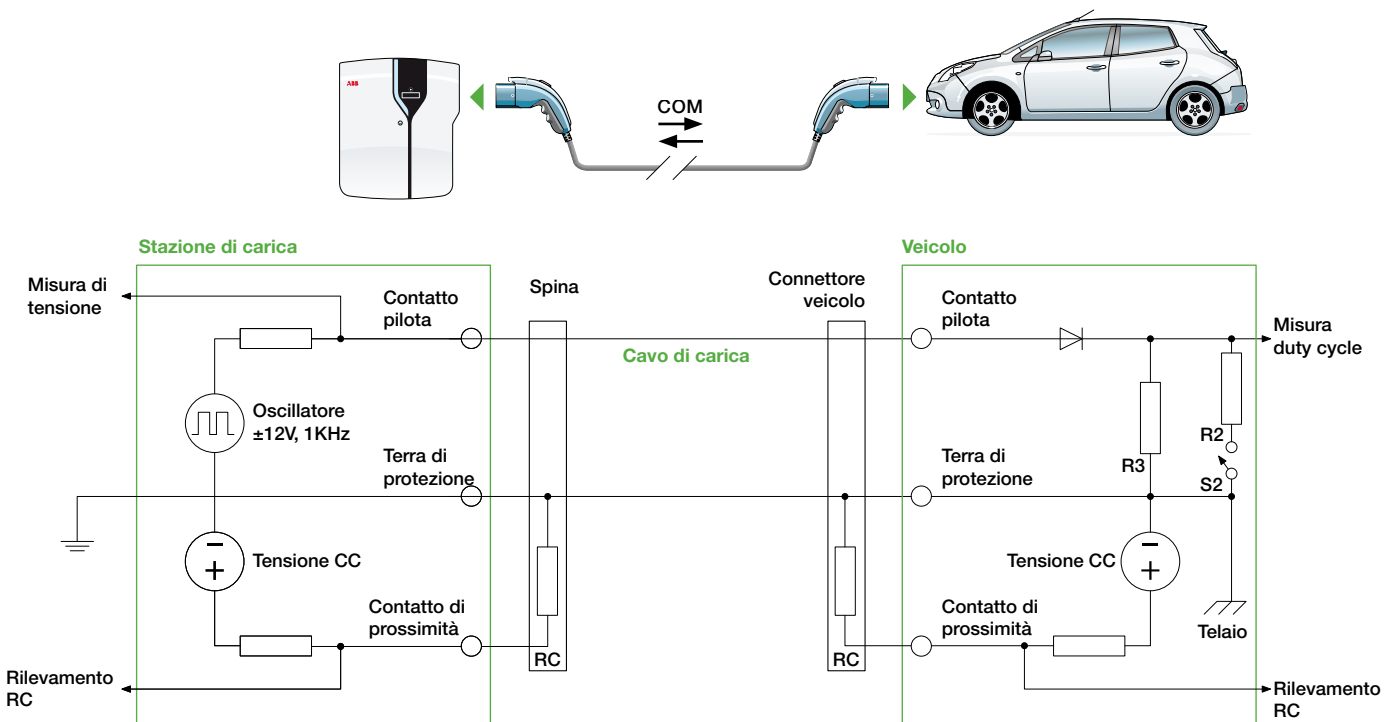 ABB
COM
Stazione di carica
Veicolo
Misura di
tensione
Contatto
pilota
Spina
Connettore
veicolo
Contatto
pilota
Misura
duty cycle
Cavo di carica
Oscillatore
±12V, 1KHz
R2
Terra di
protezione
R3
Terra di
protezione
S2
−
+
Tensione CC
Tensione CC
−
+
Contatto di
prossimità
Contatto di
prossimità
Telaio
RC
RC
Rilevamento
RC
Rilevamento
RC